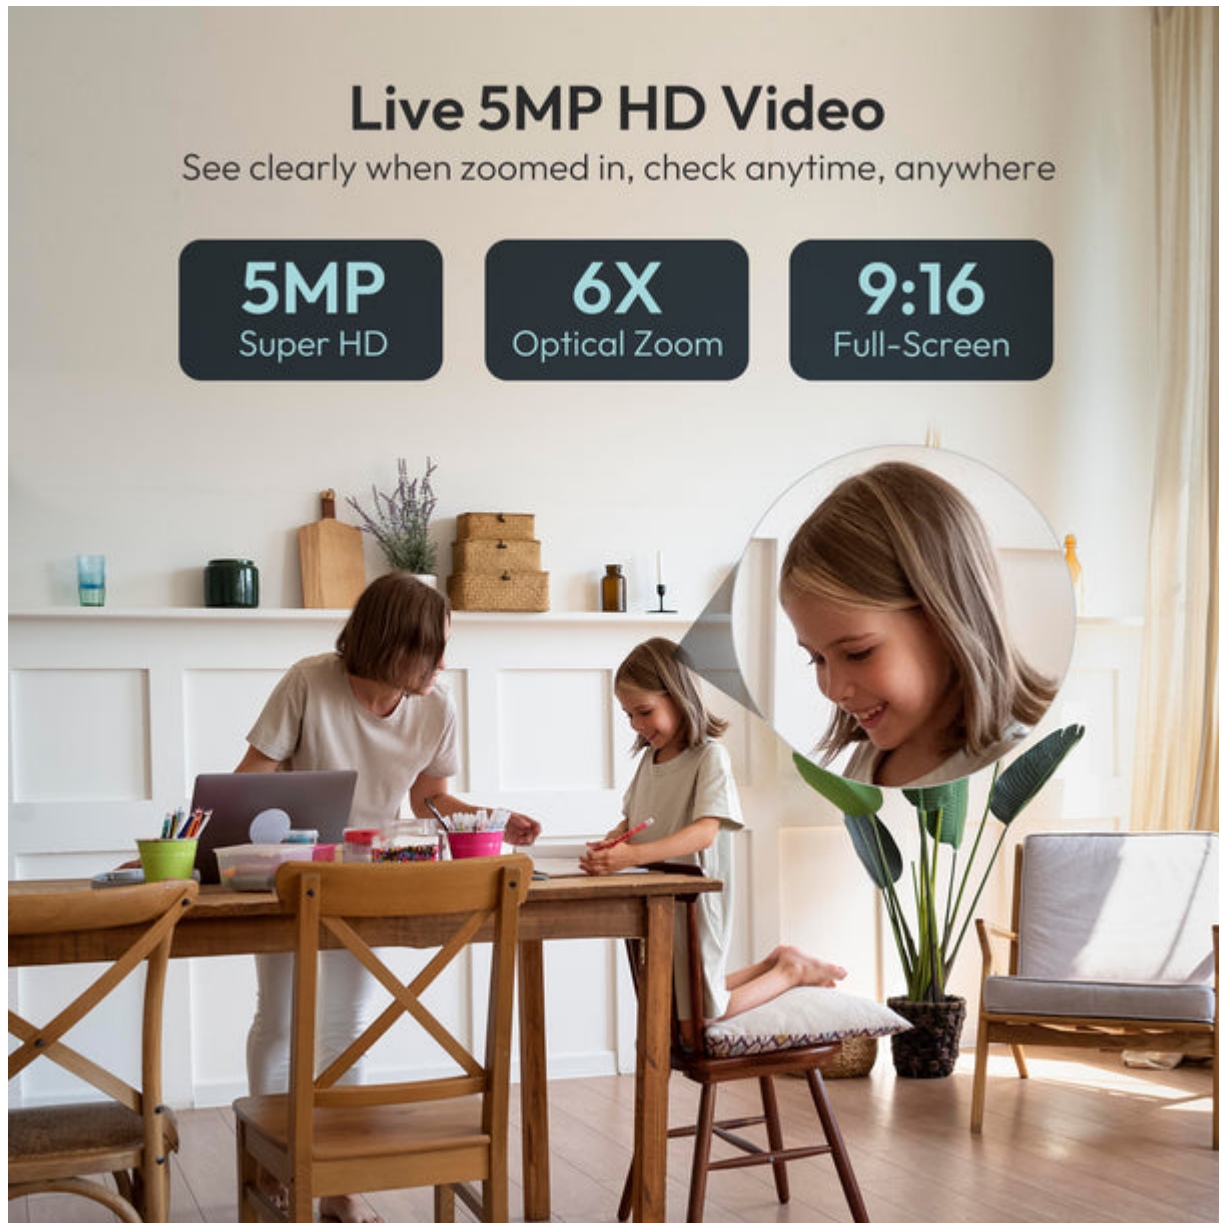 Live 5MP HD Video
See clearly when zoomed in, check anytime, anywhere
5MP
Super HD
6X
Optical Zoom
9:16
Full-Screen